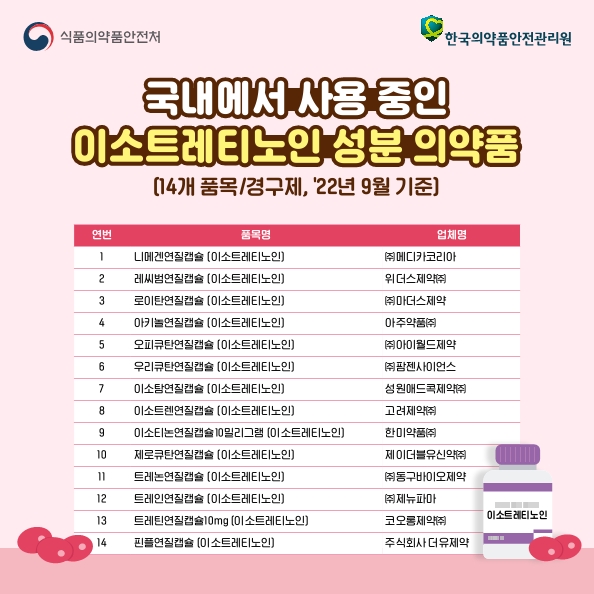 식품의약품안전처
한국의약품안전관리원
국내에서 사용 중인
이소트레티노인 성분 의약품
(14개 품목/경구제, '22년 9월 기준)
연번 품목명 업체명
1 니메겐연질캡슐 (이소트레티노인) ㈜메디카코리아
2 레씨범연질캡슐 (이소트레티노인) 위더스제약㈜
3 로이탄연질캡슐 (이소트레티노인) ㈜마더스제약
4 아키놀연질캡슐 (이소트레티노인) 아주약품㈜
5 오피큐탄연질캡슐 (이소트레티노인) ㈜아이월드제약
6 우리큐탄연질캡슐 (이소트레티노인) ㈜팜젠사이언스
7 이소탐연질캡슐 (이소트레티노인) 성원애드콕제약㈜
8 이소트렌연질캡슐 (이소트레티노인) 고려제약㈜
9 이소티논연질캡슐10밀리그램 (이소트레티노인) 한미약품㈜
10 제로큐탄연질캡슐 (이소트레티노인) 제이더블유신약㈜
11 트레논연질캡슐 (이소트레티노인) ㈜동구바이오제약
12 트레인연질캡슐 (이소트레티노인) ㈜제뉴파마
13 트레틴연질캡슐10mg (이소트레티노인) 코오롱제약㈜
14 핀플연질캡슐 (이소트레티노인) 주식회사 더유제약
이소트레티노인